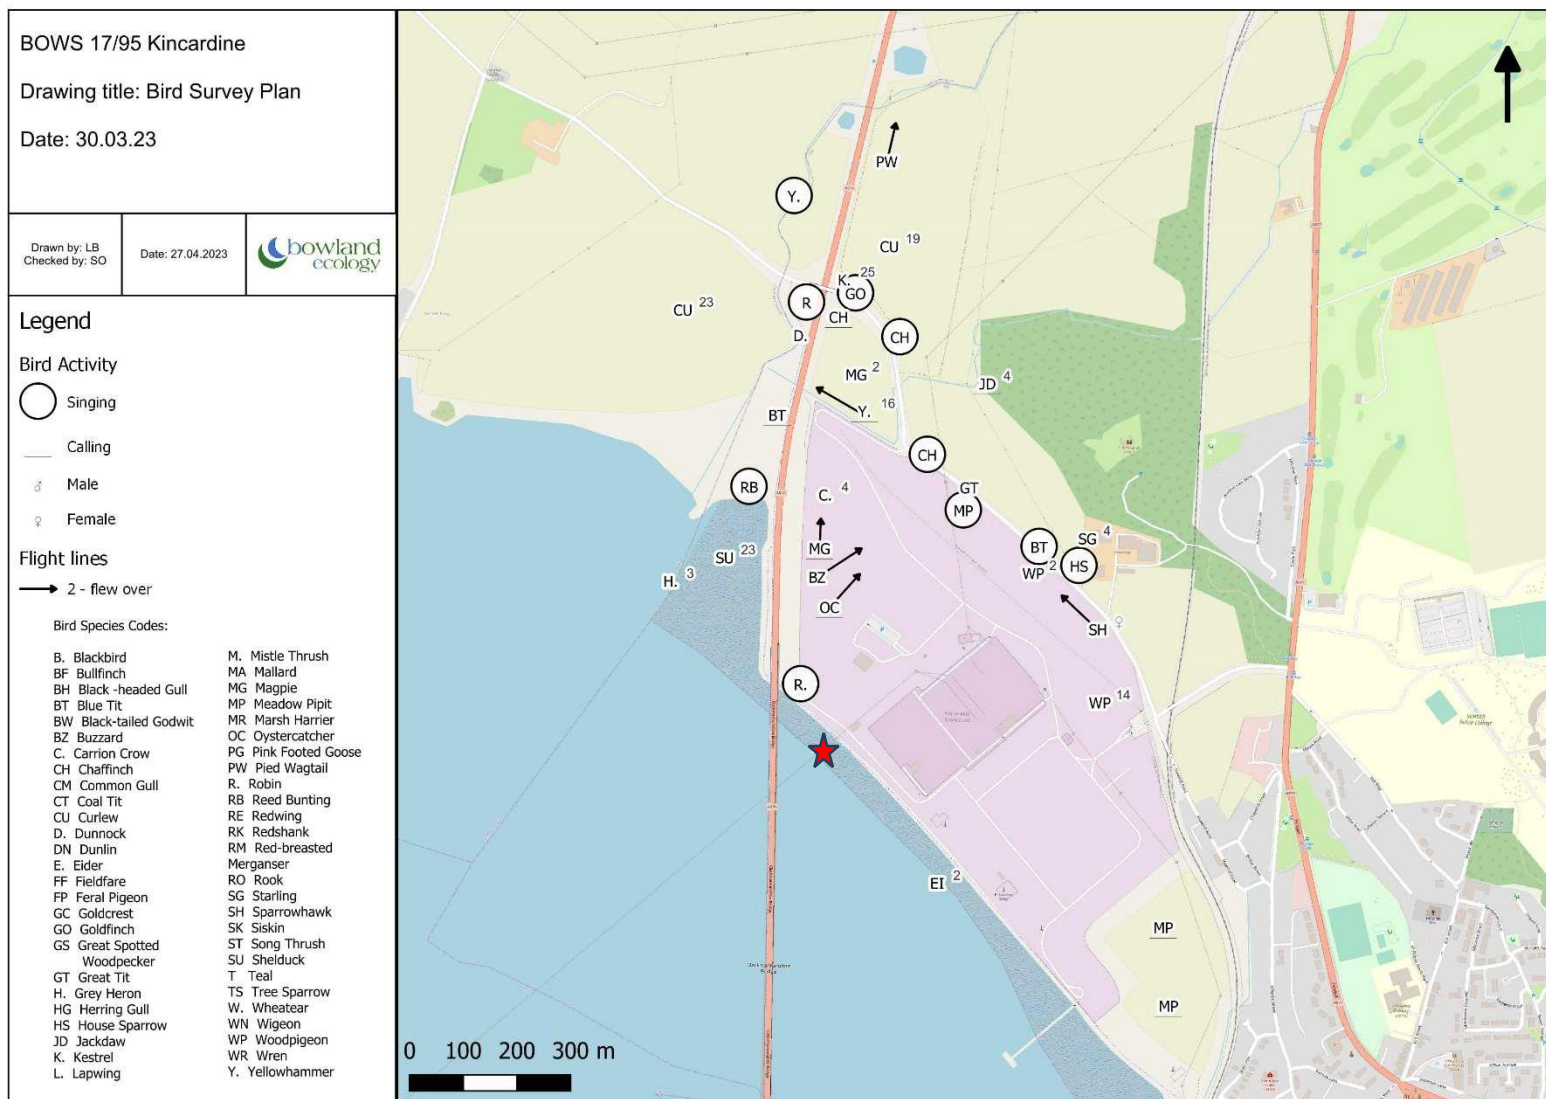 BOWS 17/95 Kincardine
Drawing title: Bird Survey Plan
Date: 30.03.23
Drawn by: LB
Checked by: SO
Date: 27.04.2023
bowland
ecology
Legend
Bird Activity
Singing
Calling
♂ Male
♀ Female
Flight lines
2 - flew over
Bird Species Codes:
B. Blackbird
BF Bullfinch
BH Black -headed Gull
BT Blue Tit
BW Black-tailed Godwit
BZ Buzzard
C. Carrion Crow
CH Chaffinch
CM Common Gull
CT Coal Tit
CU Curlew
D. Dunnock
DN Dunlin
E. Eider
FF Fieldfare
FP Feral Pigeon
GC Goldcrest
GO Goldfinch
GS Great Spotted
Woodpecker
GT Great Tit
H. Grey Heron
HG Herring Gull
HS House Sparrow
JD Jackdaw
K. Kestrel
L. Lapwing
M. Mistle Thrush
MA Mallard
MG Magpie
MP Meadow Pipit
MR Marsh Harrier
OC Oystercatcher
PG Pink Footed Goose
PW Pied Wagtail
R. Robin
RB Reed Bunting
RE Redwing
RK Redshank
RM Red-breasted
Merganser
RO Rook
SG Starling
SH Sparrowhawk
SK Siskin
ST Song Thrush
SU Shelduck
T Teal
TS Tree Sparrow
W. Wheatear
WN Wigeon
WP Woodpigeon
WR Wren
Y. Yellowhammer
PW
Y.
CU 19
K. 25
GO
R
CH
CU 23
D.
CH
MG 2
JD 4
Y. 16
BT
CH
RB
C. 4
GT
MP
SU 23
MG
BT
SG 4
WP 2
HS
H. 3
BZ
OC
SH ♀
R.
WP 14
EI 2
MP
MP
0 100 200 300 m